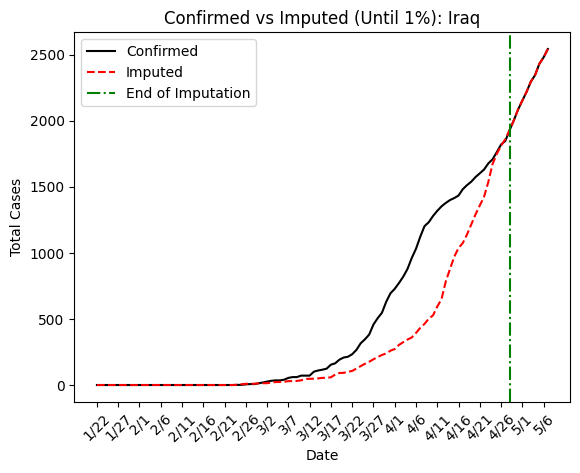 Confirmed vs Imputed (Until 1%): Iraq
Confirmed
Imputed
End of Imputation
Total Cases
2500
2000
1500
1000
500
0
1/22 1/27 2/1 2/6 2/11 2/16 2/21 2/26 3/2 3/7 3/12 3/17 3/22 3/27 4/1 4/6 4/11 4/16 4/21 4/26 5/1 5/6
Date